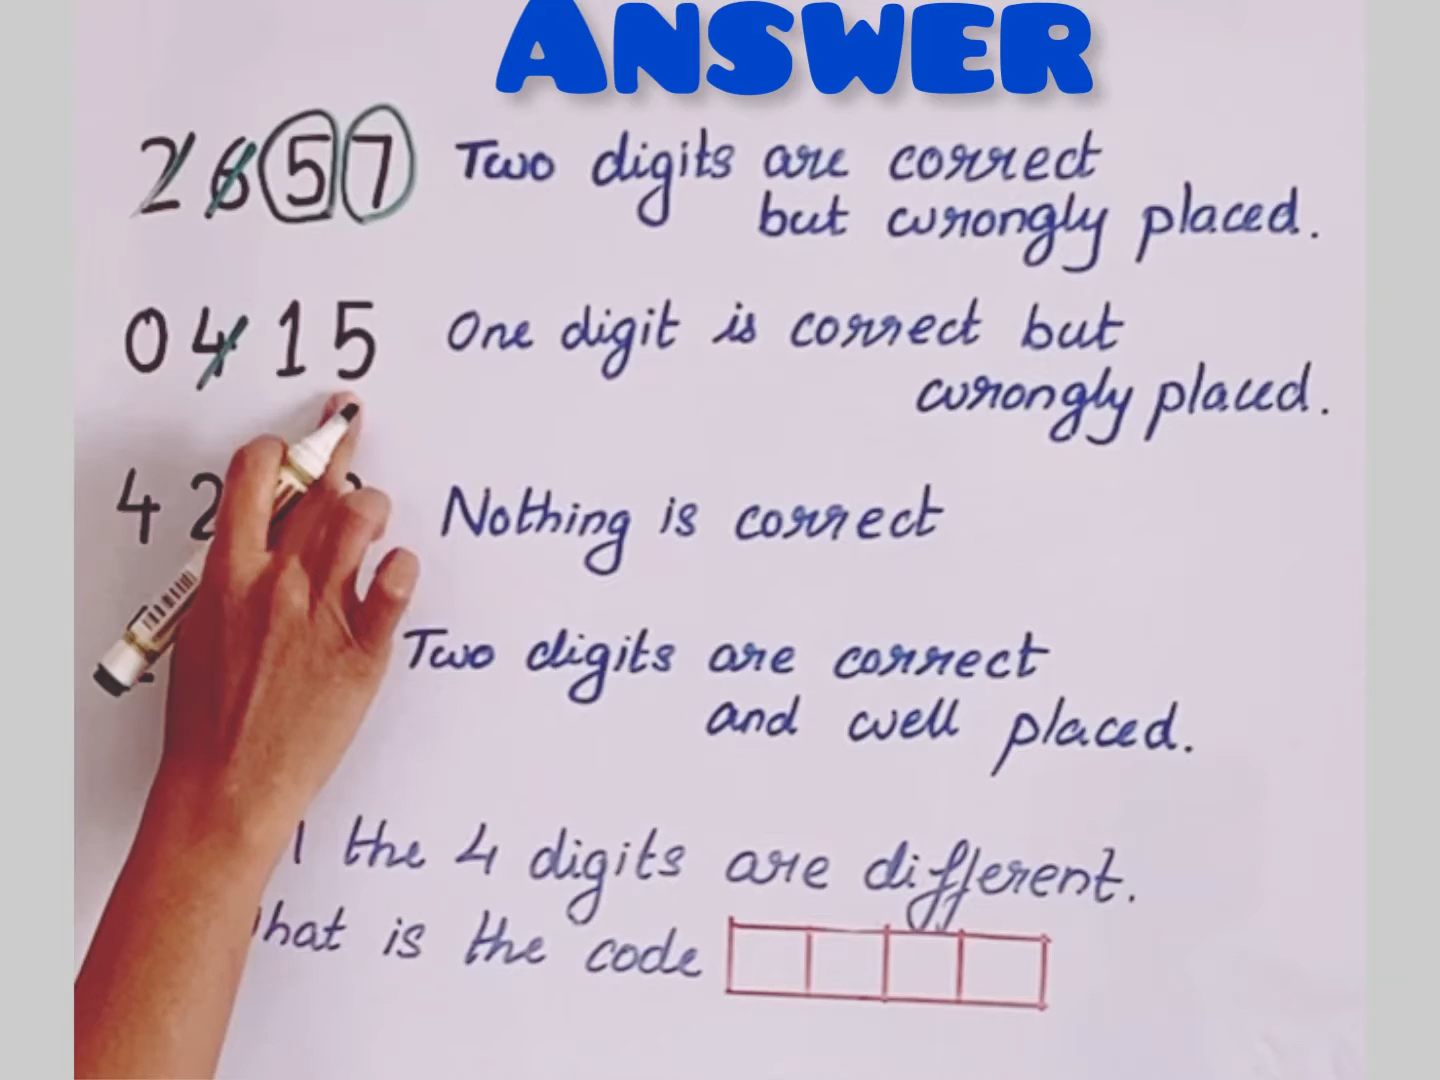 ANSWER
2657 Two digits are correct
but wrongly placed.
0415 One digit is correct but
wrongly placed.
42 Nothing is correct
Two digits are correct
and well placed.
the 4 digits are different.
is the code